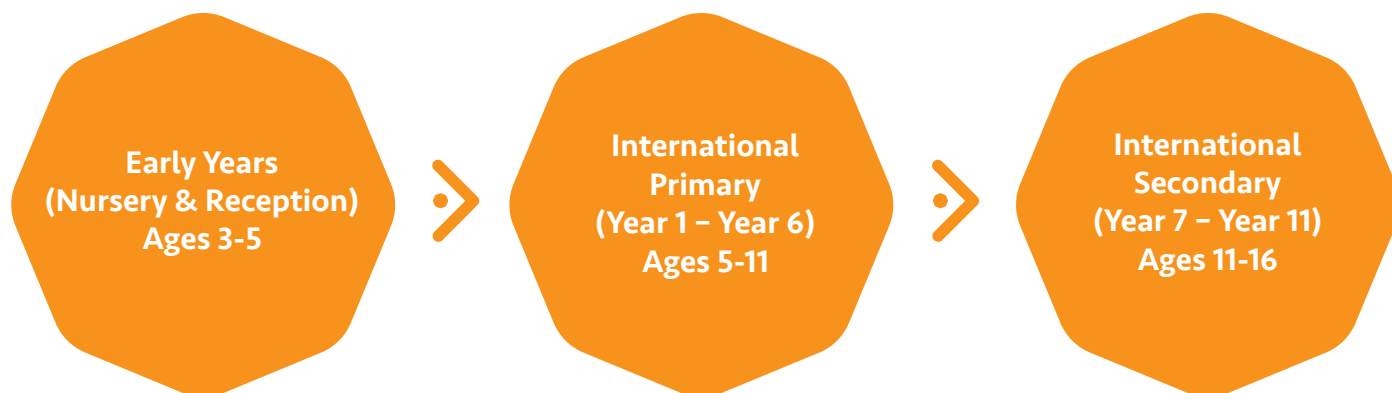 Early Years
(Nursery & Reception)
Ages 3-5
International
Primary
(Year 1 – Year 6)
Ages 5-11
International
Secondary
(Year 7 – Year 11)
Ages 11-16